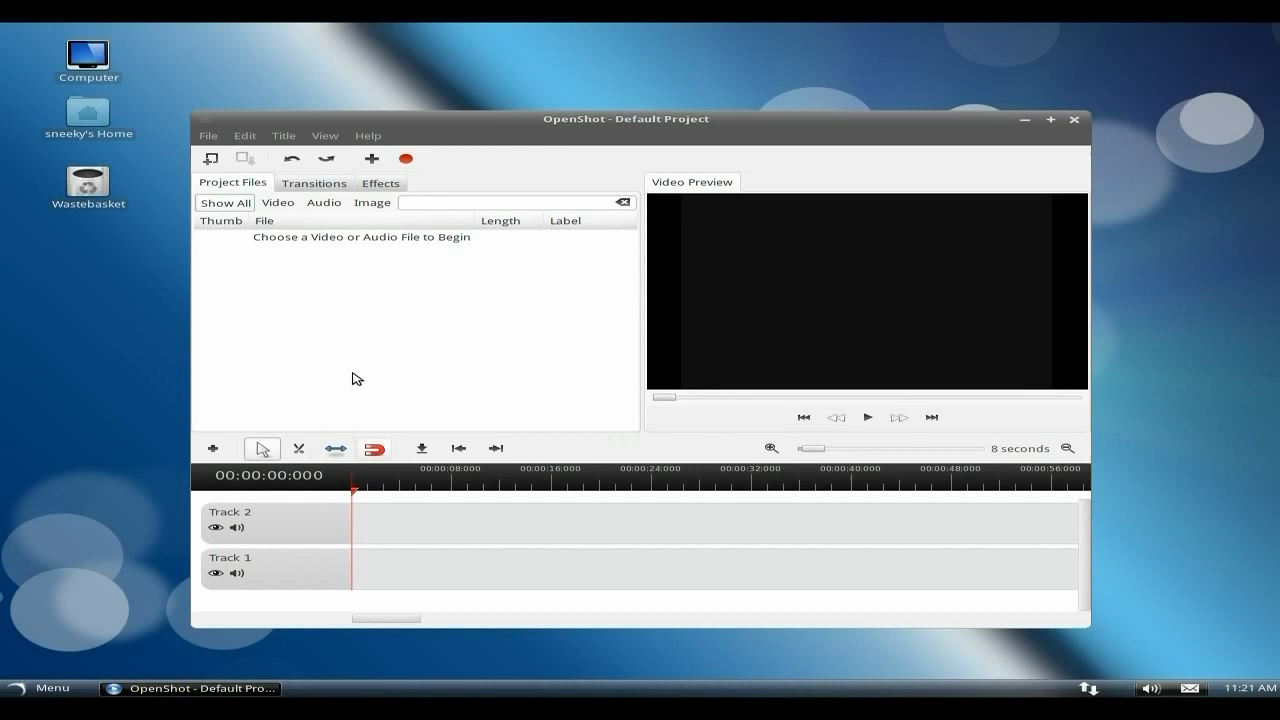 Computer
sneeky's Home
Wastebasket
OpenShot - Default Project
File Edit Title View Help
Project Files Transitions Effects
Video Preview
Show All Video Audio Image
Thumb File Length Label
Choose a Video or Audio File to Begin
8 seconds
00:00:00:000
00:00:08:000 00:00:16:000 00:00:24:000 00:00:32:000 00:00:40:000 00:00:48:000 00:00:56:000
Track 2
Track 1
Menu OpenShot - Default Pro... 11:21 AM